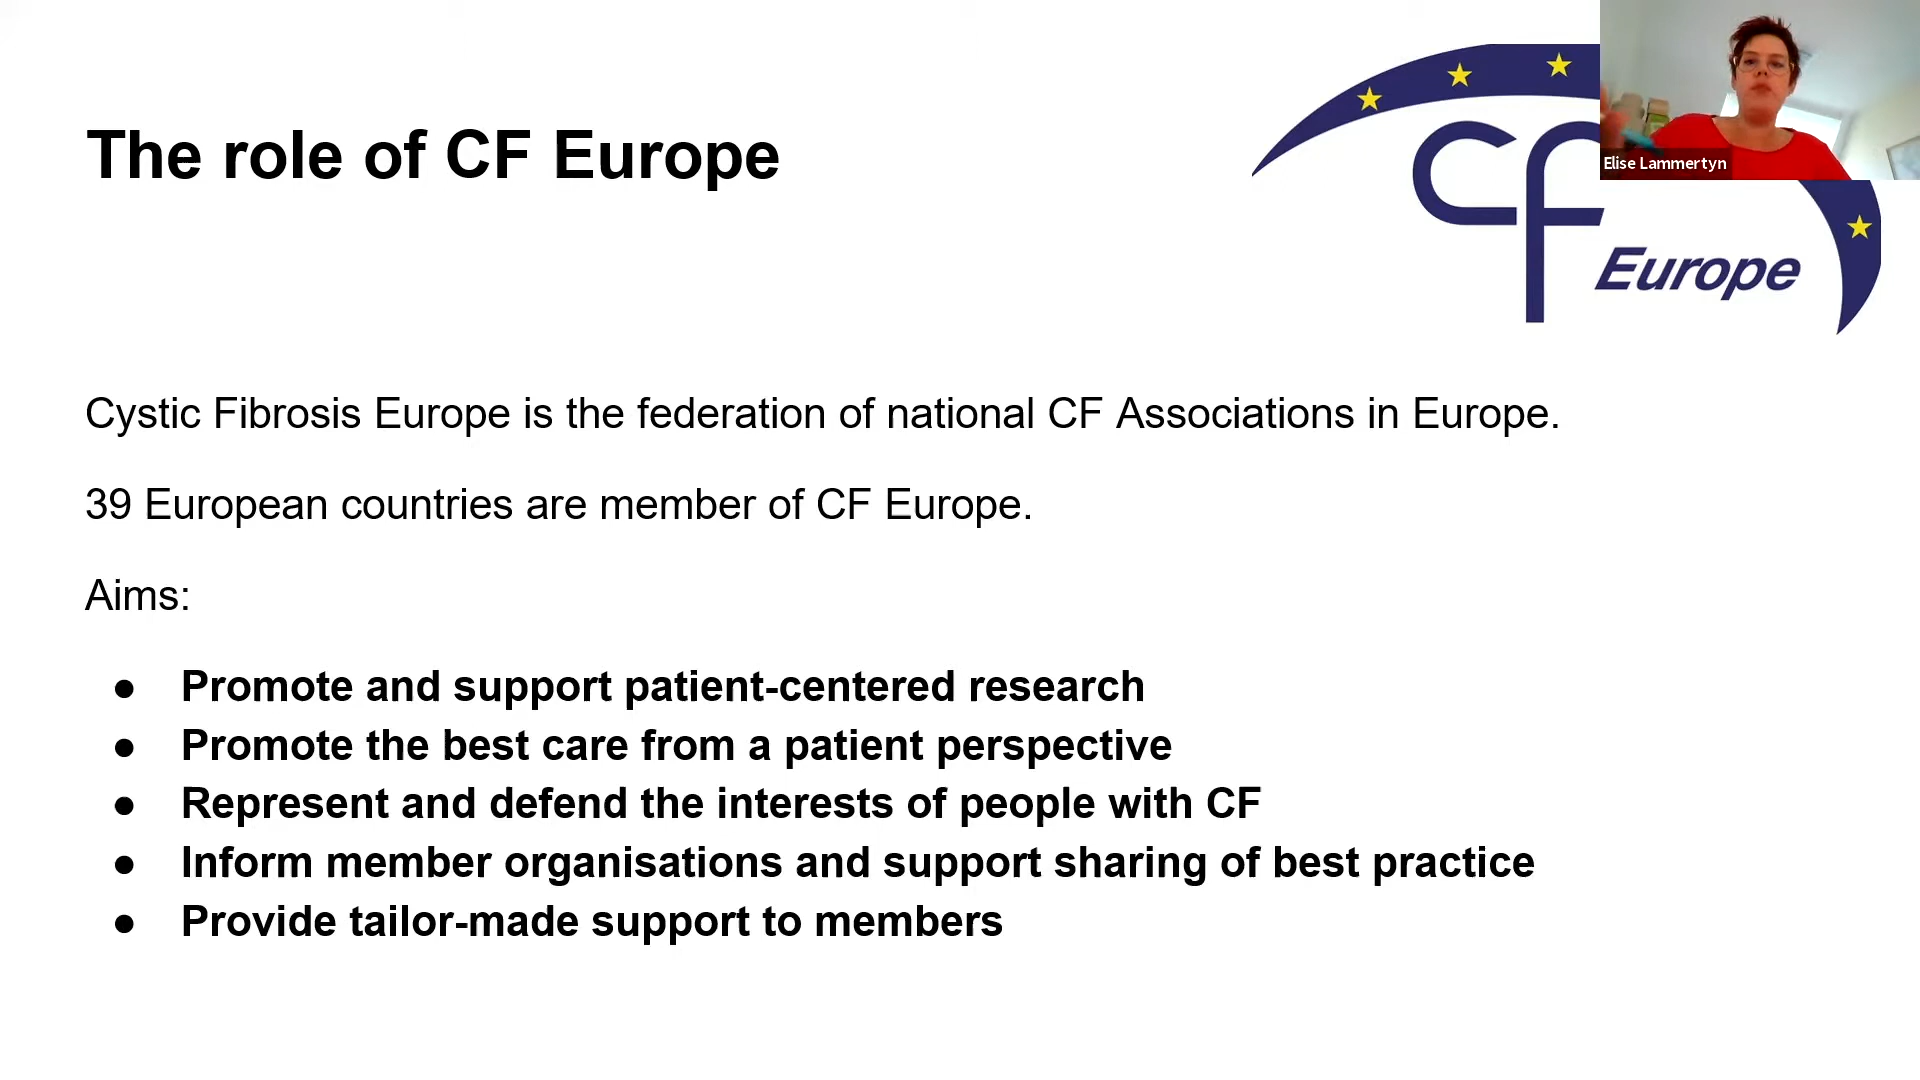 The role of CF Europe
CF
Europe
Elise Lammertyn
Cystic Fibrosis Europe is the federation of national CF Associations in Europe.
39 European countries are member of CF Europe.
Aims:
● Promote and support patient-centered research
● Promote the best care from a patient perspective
● Represent and defend the interests of people with CF
● Inform member organisations and support sharing of best practice
● Provide tailor-made support to members